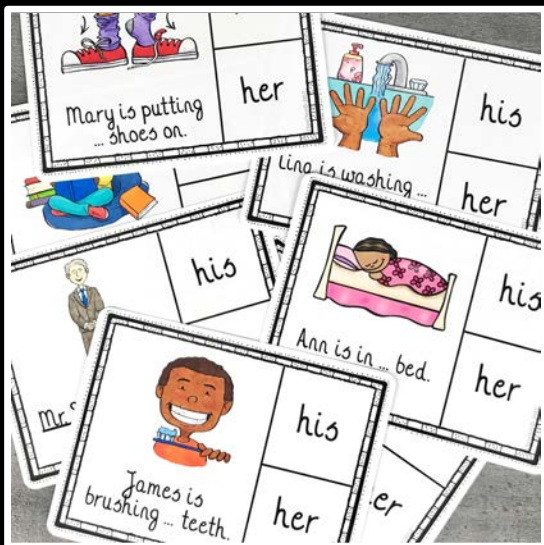 Mary is putting
... shoes on.
her
Lina is washing ...
his
her
Mr.
his
Ann is in ... bed.
his
her
James is
brushing ... teeth.
his
her